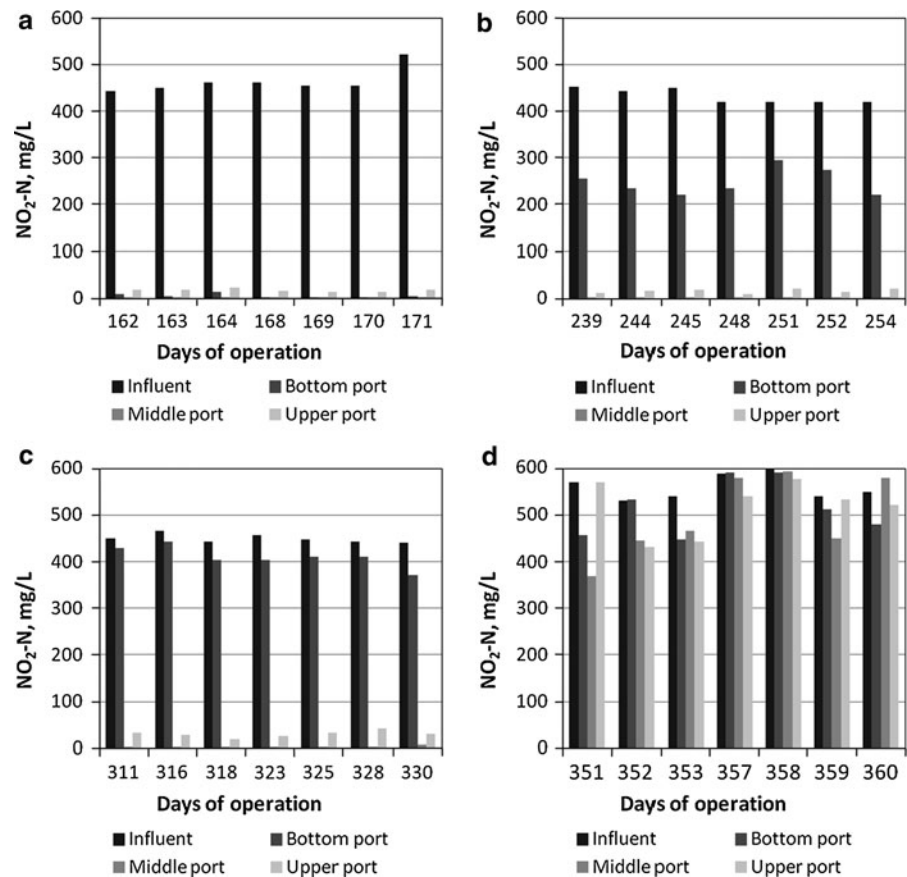 a
NO₂-N, mg/L
600
500
400
300
200
100
0
162 163 164 168 169 170 171
Days of operation
Influent Bottom port
Middle port Upper port
b
NO₂-N, mg/L
600
500
400
300
200
100
0
239 244 245 248 251 252 254
Days of operation
Influent Bottom port
Middle port Upper port
c
NO₂-N, mg/L
600
500
400
300
200
100
0
311 316 318 323 325 328 330
Days of operation
Influent Bottom port
Middle port Upper port
d
NO₂-N, mg/L
600
500
400
300
200
100
0
351 352 353 357 358 359 360
Days of operation
Influent Bottom port
Middle port Upper port